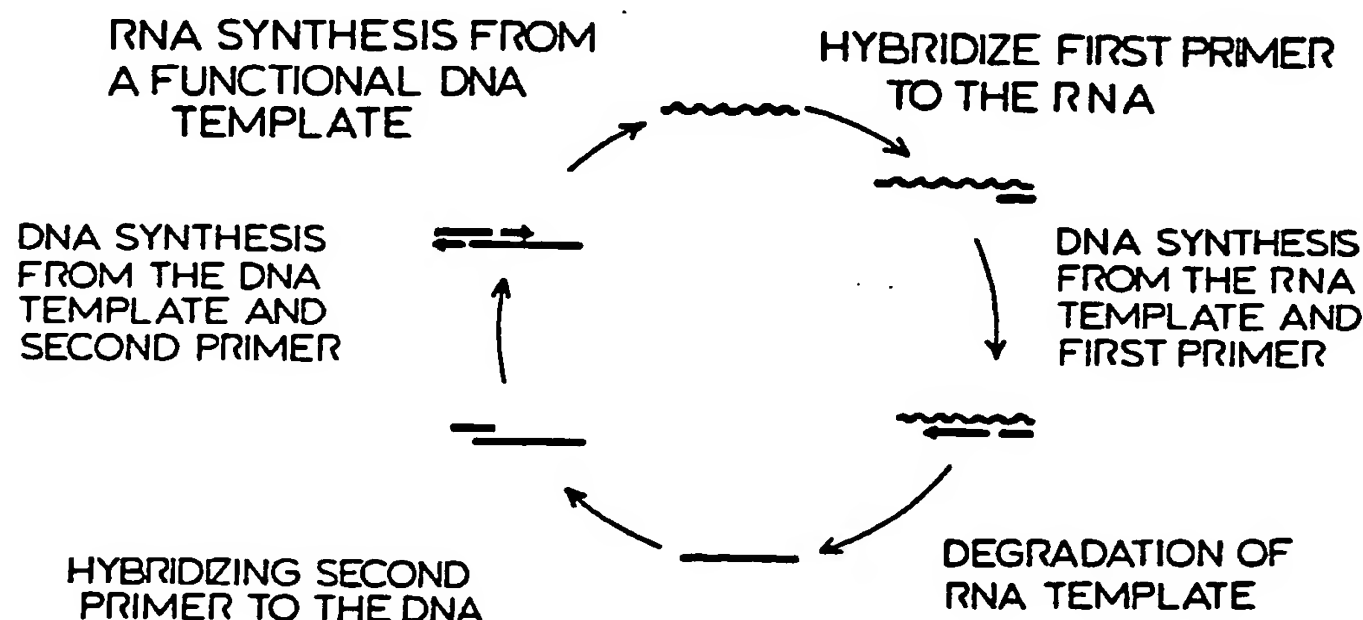 RNA SYNTHESIS FROM
A FUNCTIONAL DNA
TEMPLATE
HYBRIDIZE FIRST PRIMER
TO THE RNA
DNA SYNTHESIS
FROM THE RNA
TEMPLATE AND
FIRST PRIMER
DEGRADATION OF
RNA TEMPLATE
HYBRIDIZING SECOND
PRIMER TO THE DNA
DNA SYNTHESIS
FROM THE DNA
TEMPLATE AND
SECOND PRIMER